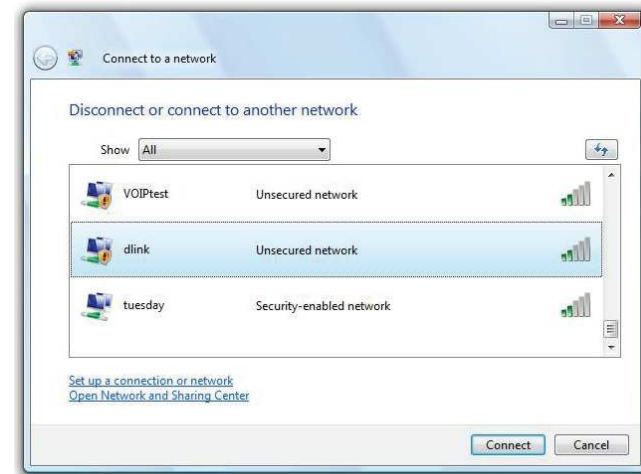 Connect to a network
Disconnect or connect to another network
Show All
VOIPtest Unsecured network
dlink Unsecured network
tuesday Security-enabled network
Set up a connection or network
Open Network and Sharing Center
Connect Cancel